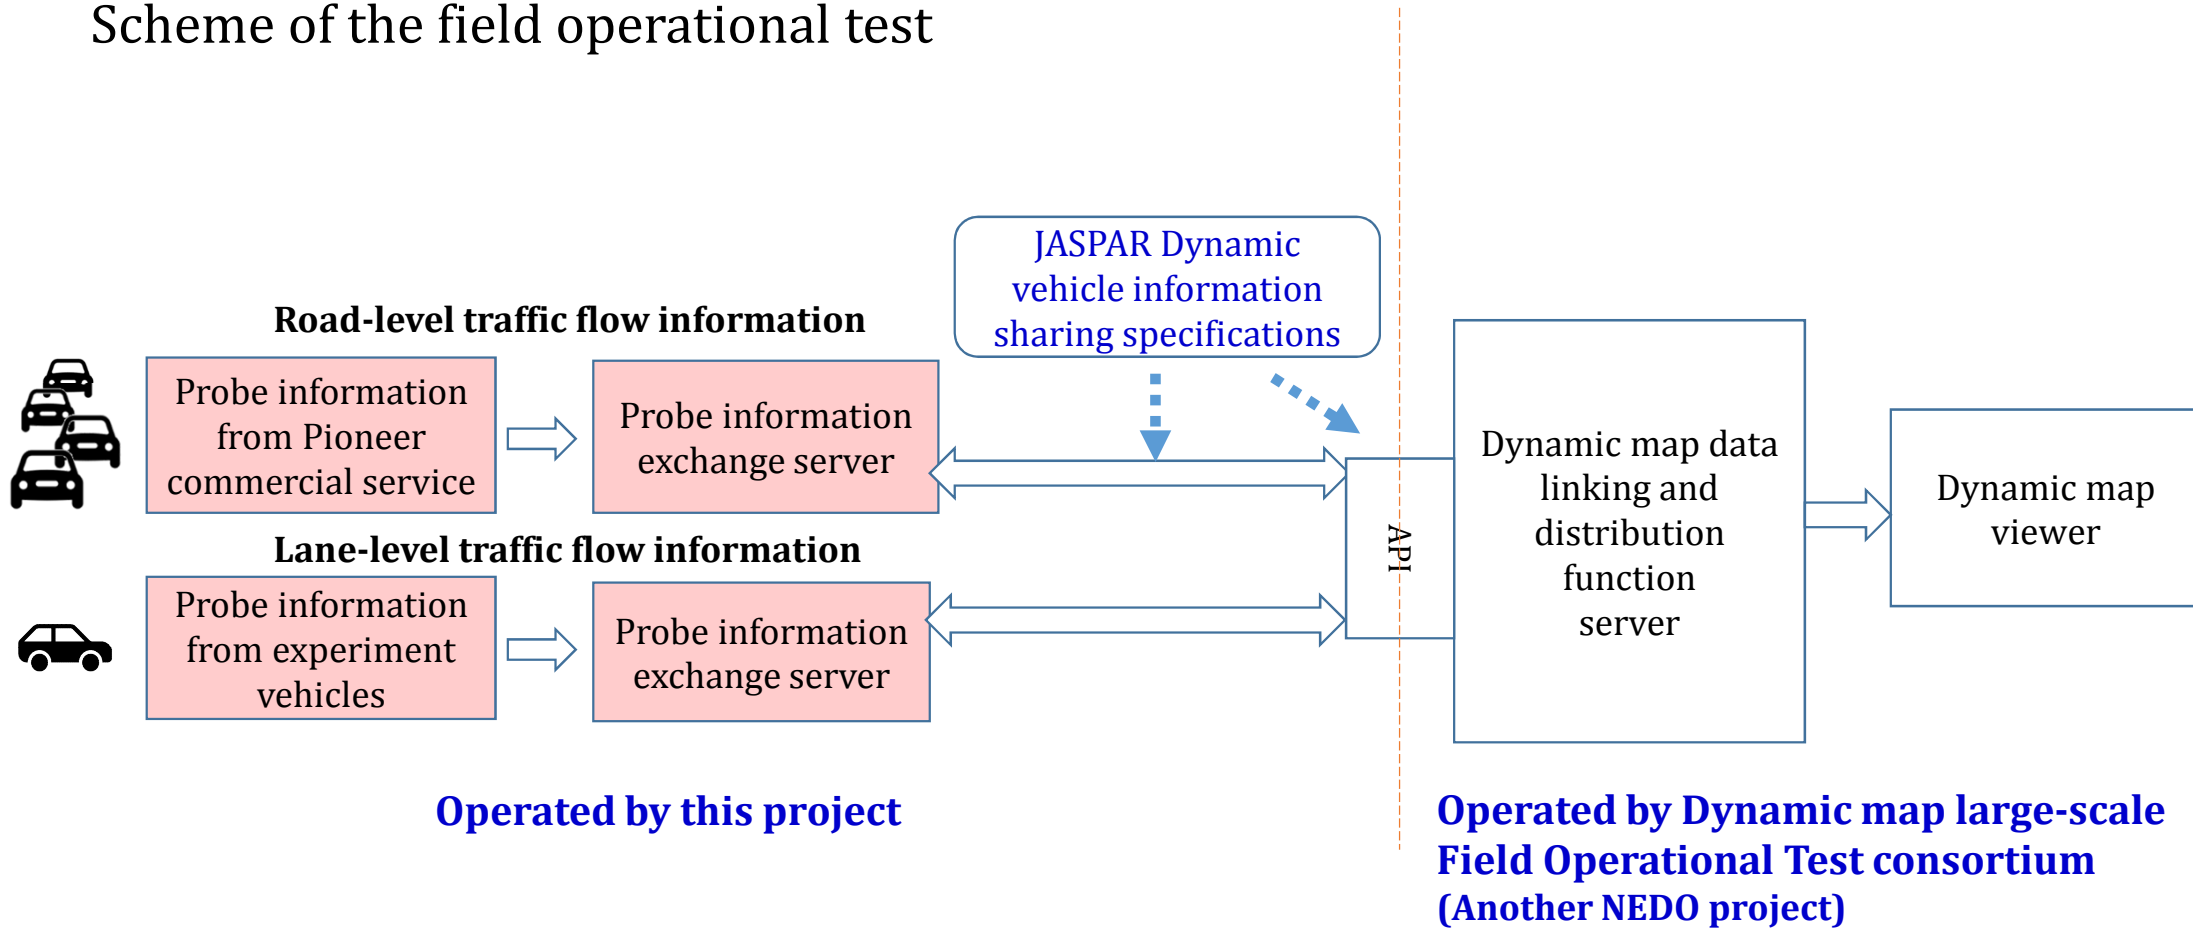 Scheme of the field operational test
JASPAR Dynamic
vehicle information
sharing specifications
Road-level traffic flow information
Probe information
from Pioneer
commercial service
Probe information
exchange server
Lane-level traffic flow information
Probe information
from experiment
vehicles
Probe information
exchange server
API
Dynamic map data
linking and
distribution
function
server
Dynamic map
viewer
Operated by this project
Operated by Dynamic map large-scale
Field Operational Test consortium
(Another NEDO project)